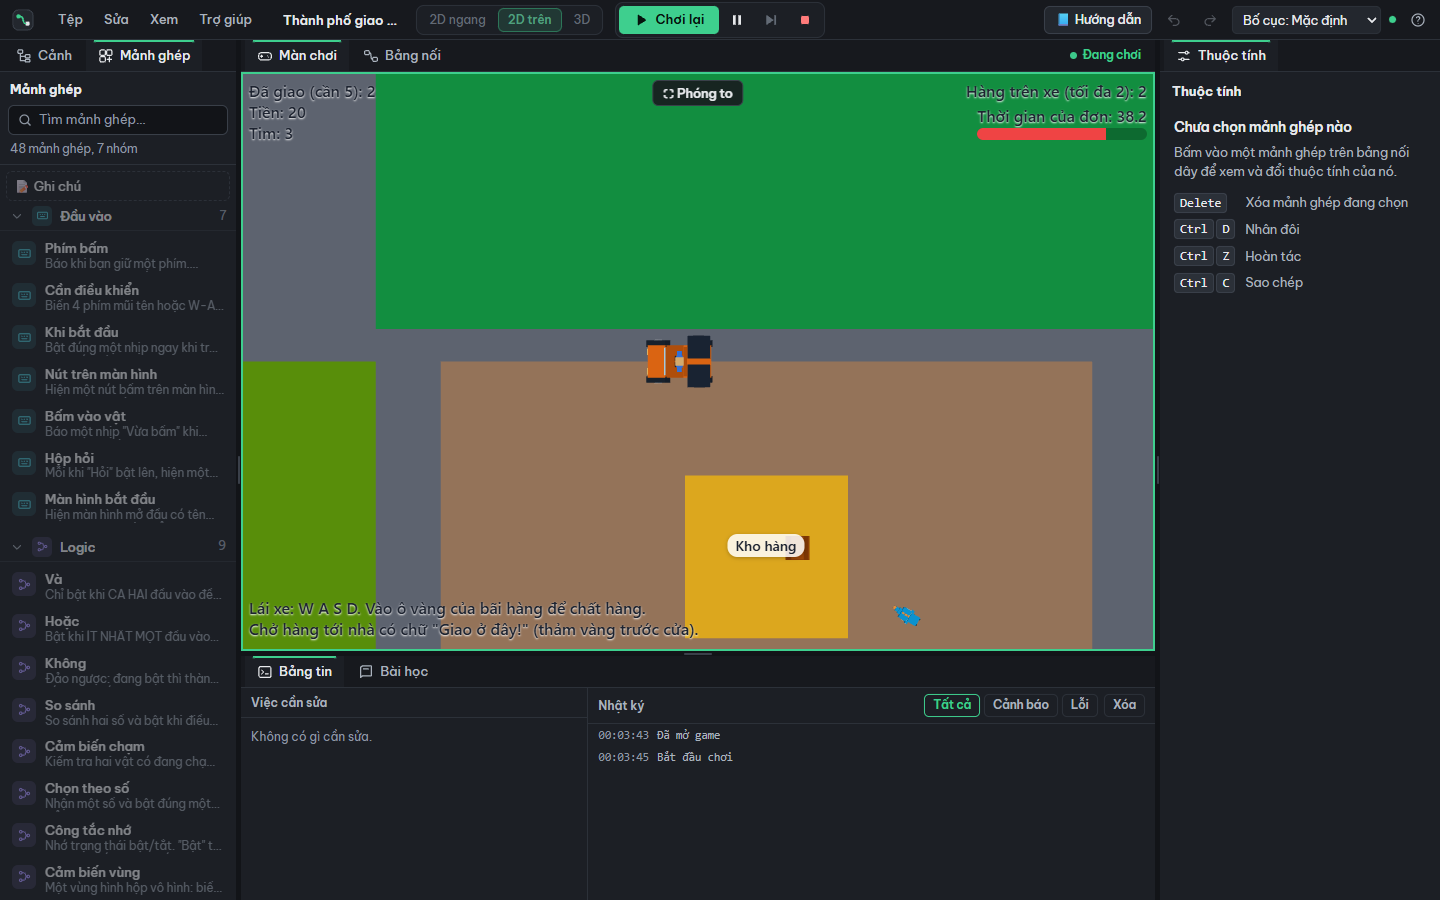 Tệp
Sửa
Xem
Trợ giúp
Thành phố giao ...
2D ngang
2D trên
3D
Chơi lại
Hướng dẫn
Bố cục: Mặc định
Cảnh
Mảnh ghép
Màn chơi
Bảng nối
Đang chơi
Thuộc tính
Mảnh ghép
Tìm mảnh ghép...
48 mảnh ghép, 7 nhóm
Ghi chú
Đầu vào 7
Phím bấm
Báo khi bạn giữ một phím....
Cần điều khiển
Biến 4 phím mũi tên hoặc W-A...
Khi bắt đầu
Bật đúng một nhịp ngay khi tr...
Nút trên màn hình
Hiện một nút bấm trên màn hìn...
Bấm vào vật
Báo một nhịp "Vừa bấm" khi...
Hộp hỏi
Mỗi khi "Hỏi" bật lên, hiện một...
Màn hình bắt đầu
Hiện màn hình mở đầu có tên...
Logic 9
Và
Chỉ bật khi CẢ HAI đầu vào đề...
Hoặc
Bật khi ÍT NHẤT MỘT đầu vào...
Không
Đảo ngược: đang bật thì thàn...
So sánh
So sánh hai số và bật khi điều...
Cảm biến chạm
Kiểm tra hai vật có đang chạ...
Chọn theo số
Nhận một số và bật đúng một...
Công tắc nhớ
Nhớ trạng thái bật/tắt. "Bật" t...
Cảm biến vùng
Một vùng hình hộp vô hình: biế...
Đã giao (cần 5): 2
Tiền: 20
Tim: 3
Phóng to
Hàng trên xe (tối đa 2): 2
Thời gian của đơn: 38.2
Kho hàng
Lái xe: W A S D. Vào ô vàng của bãi hàng để chất hàng.
Chở hàng tới nhà có chữ "Giao ở đây!" (thảm vàng trước cửa).
Bảng tin
Bài học
Việc cần sửa
Không có gì cần sửa.
Nhật ký
Tất cả
Cảnh báo
Lỗi
Xóa
00:03:43 Đã mở game
00:03:45 Bắt đầu chơi
Thuộc tính
Chưa chọn mảnh ghép nào
Bấm vào một mảnh ghép trên bảng nối
dây để xem và đổi thuộc tính của nó.
Delete Xóa mảnh ghép đang chọn
Ctrl D Nhân đôi
Ctrl Z Hoàn tác
Ctrl C Sao chép